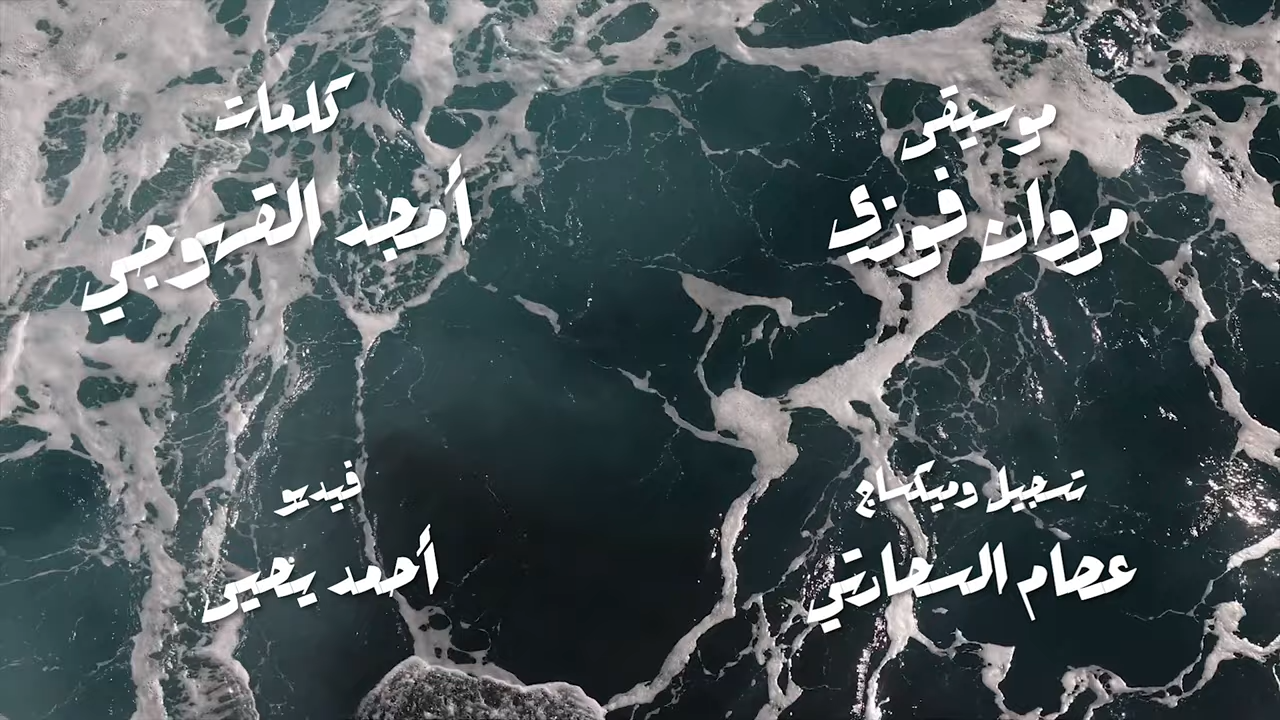 موسيقى
مروان فوزي
كلمات
أمجد القهوجي
تسجيل وميكساج
عصام السحارتي
فيديو
أحمد يحيى